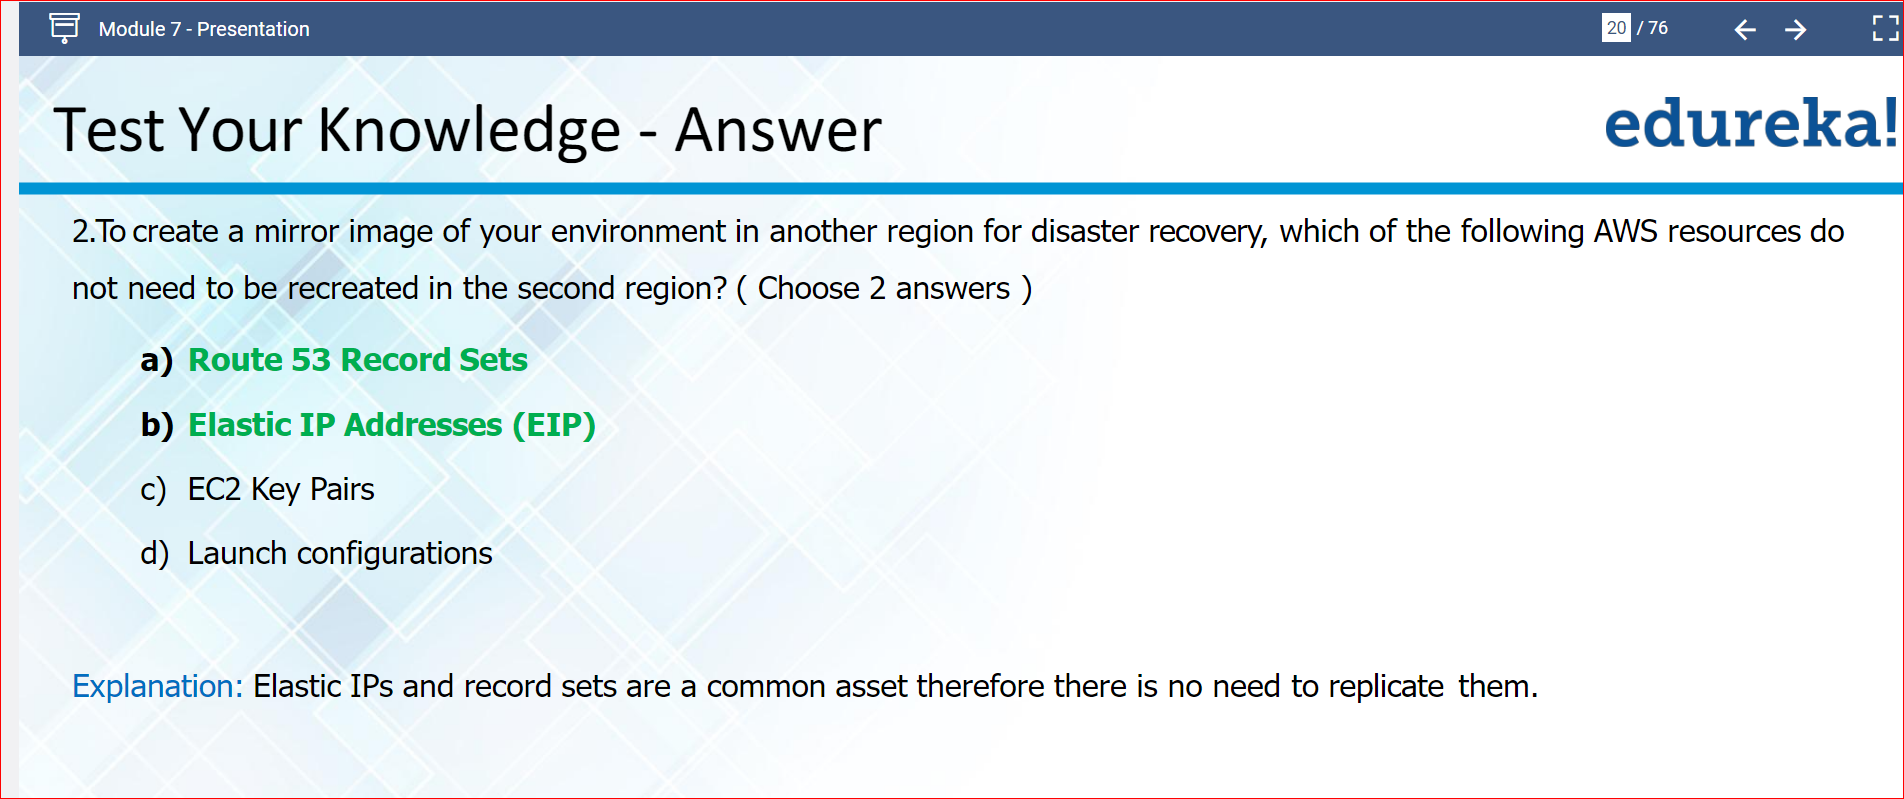 Module 7 - Presentation
20 / 76
Test Your Knowledge - Answer
edureka!
2.To create a mirror image of your environment in another region for disaster recovery, which of the following AWS resources do
not need to be recreated in the second region? ( Choose 2 answers )
a) Route 53 Record Sets
b) Elastic IP Addresses (EIP)
c) EC2 Key Pairs
d) Launch configurations
Explanation: Elastic IPs and record sets are a common asset therefore there is no need to replicate them.